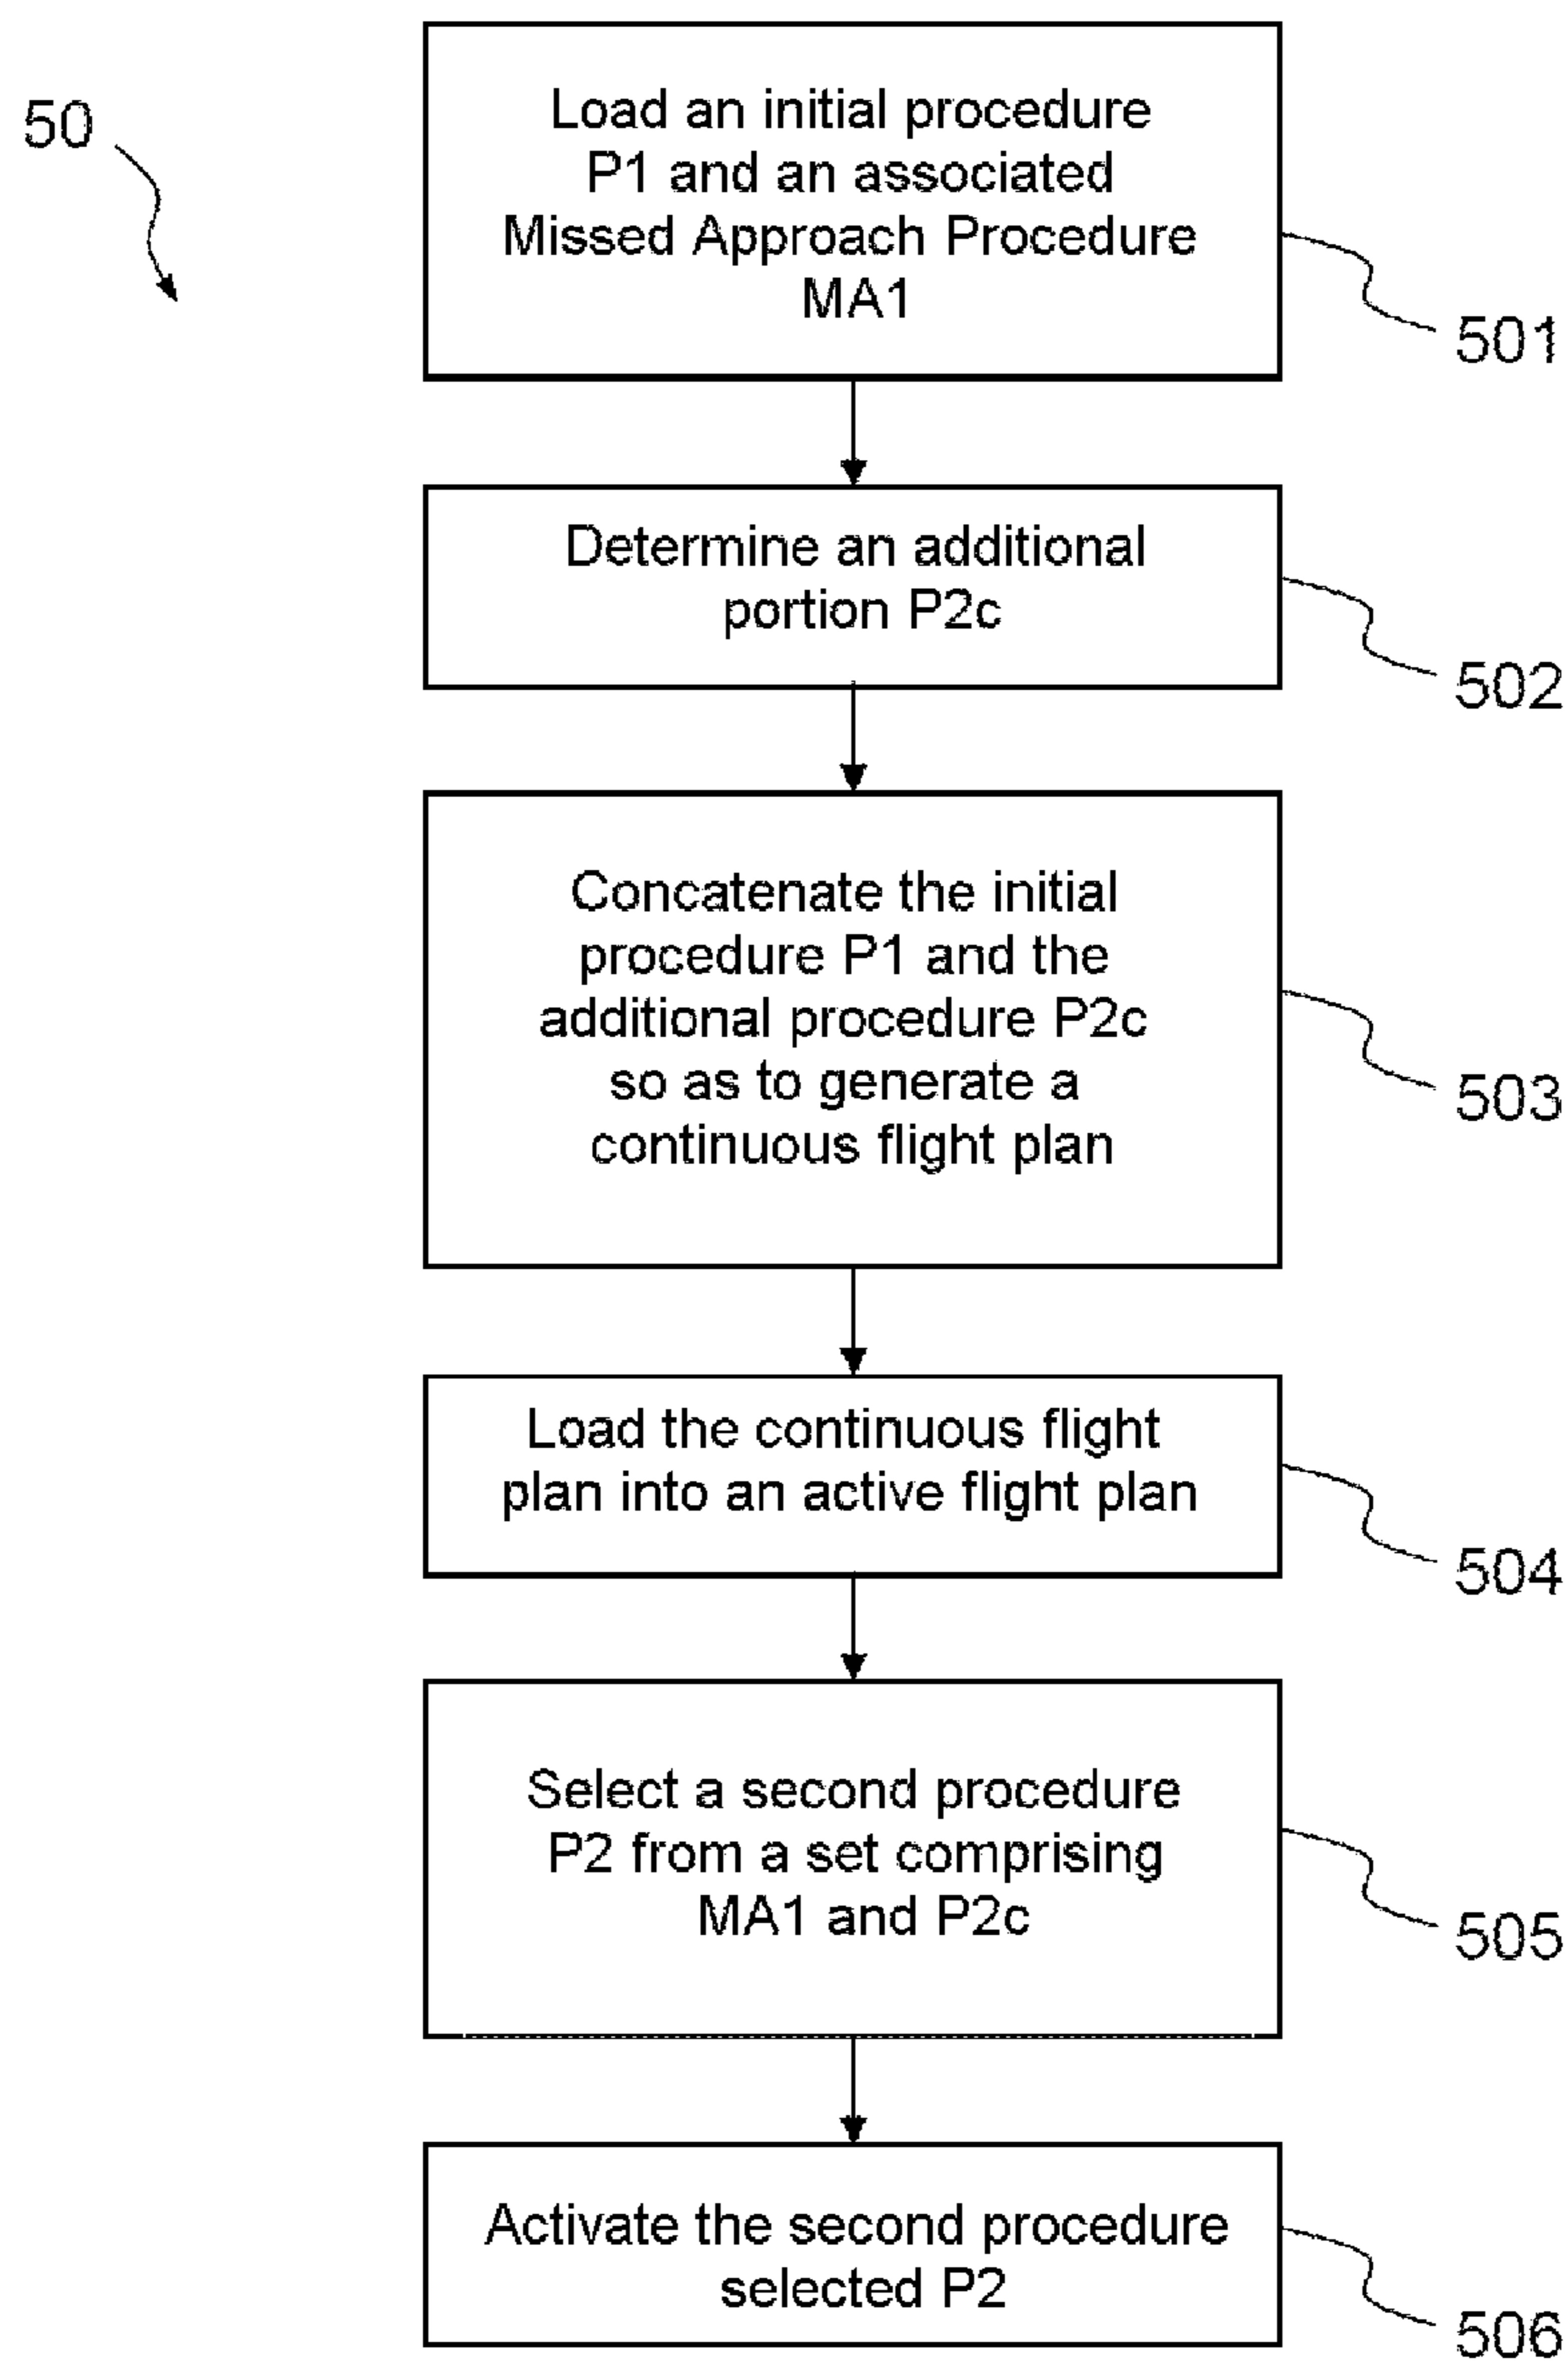 50
Load an initial procedure
P1 and an associated
Missed Approach Procedure
MA1
501
Determine an additional
portion P2c
502
Concatenate the initial
procedure P1 and the
additional procedure P2c
so as to generate a
continuous flight plan
503
Load the continuous flight
plan into an active flight plan
504
Select a second procedure
P2 from a set comprising
MA1 and P2c
505
Activate the second procedure
selected P2
506